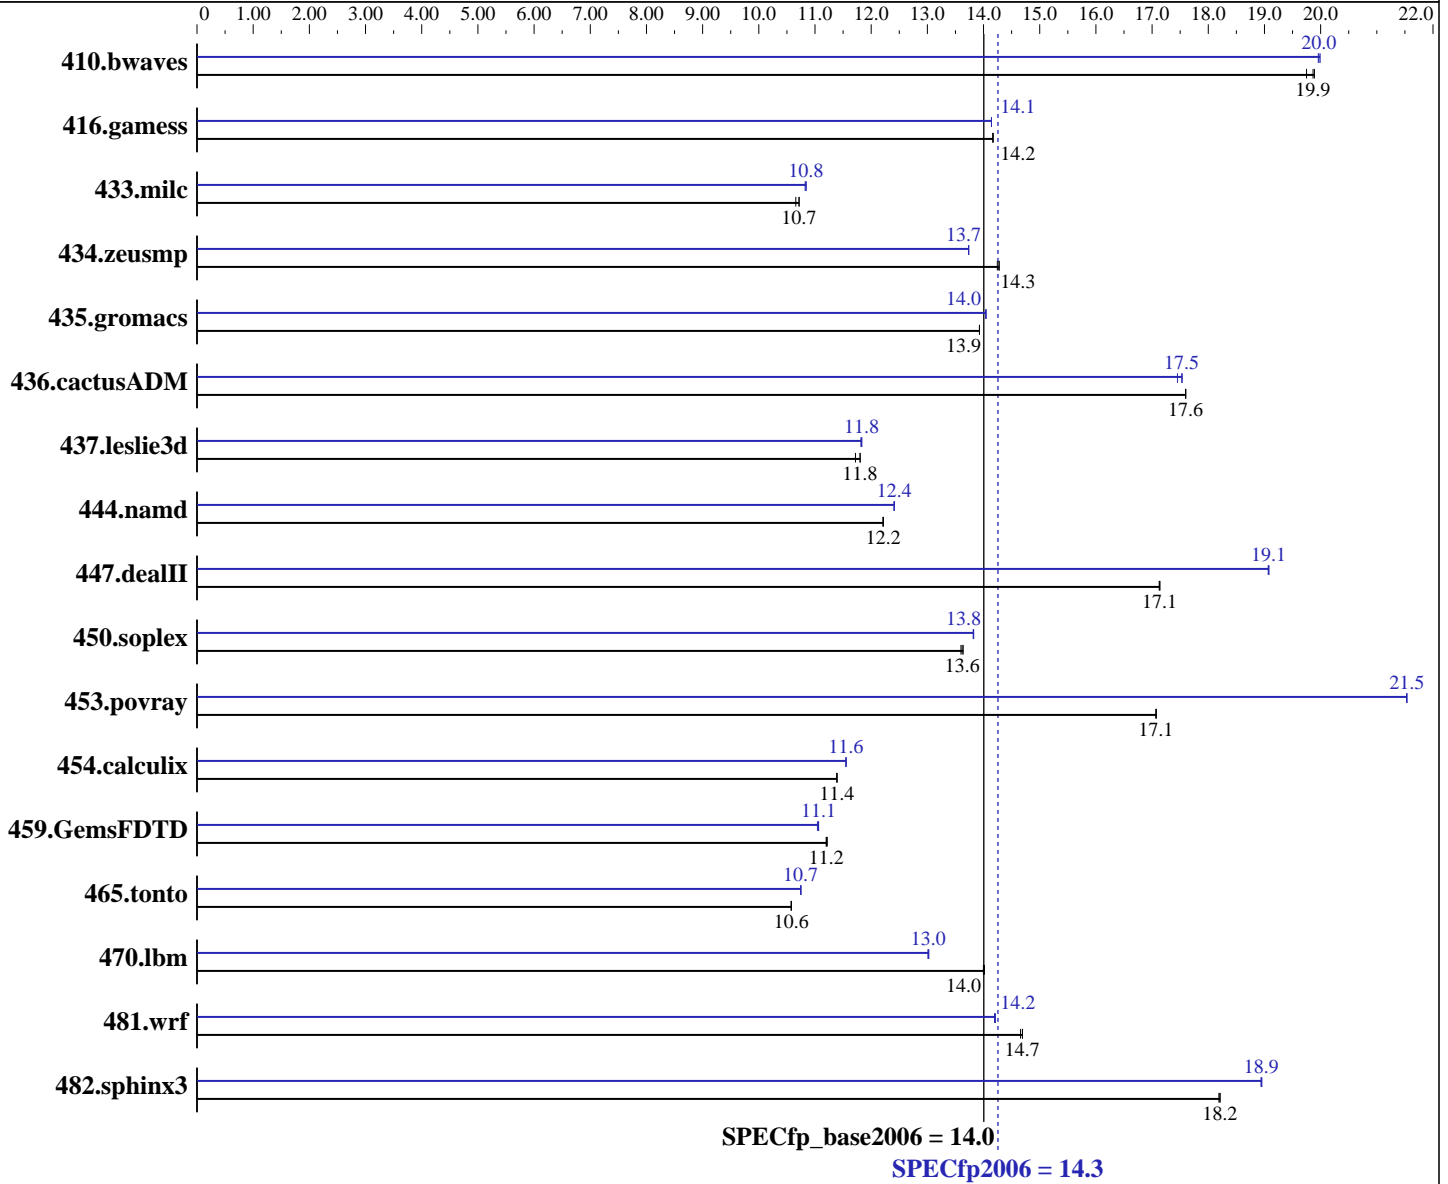 0 1.00 2.00 3.00 4.00 5.00 6.00 7.00 8.00 9.00 10.0 11.0 12.0 13.0 14.0 15.0 16.0 17.0 18.0 19.0 20.0 22.0
20.0
410.bwaves
19.9
14.1
416.gamess
14.2
10.8
433.milc
10.7
13.7
434.zeusmp
14.3
14.0
435.gromacs
13.9
17.5
436.cactusADM
17.6
11.8
437.leslie3d
11.8
12.4
444.namd
12.2
19.1
447.dealII
17.1
13.8
450.soplex
13.6
21.5
453.povray
17.1
11.6
454.calculix
11.4
11.1
459.GemsFDTD
11.2
10.7
465.tonto
10.6
13.0
470.lbm
14.0
14.2
481.wrf
14.7
18.9
482.sphinx3
18.2
SPECfp_base2006 = 14.0
SPECfp2006 = 14.3